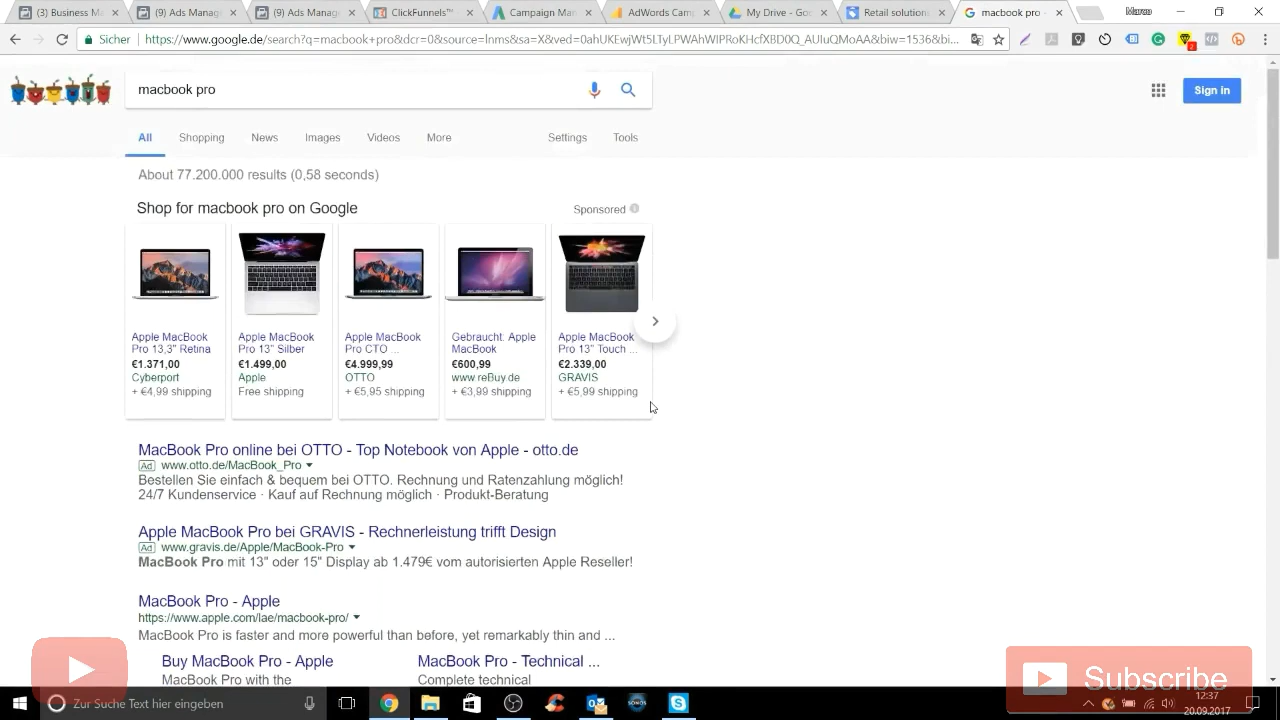 (3) Business M
(9) Ads Manag
(9) Ads Manag
ClickFunnels™
Campaign Man
AdWords Cam
My Drive - Go
Retail solution
macbook pro -
Marco
Sicher
https://www.google.de/search?q=macbook+pro&dcr=0&source=lnms&sa=X&ved=0ahUKEwjWt5LTyLPWAhWIPRoKHcfXBD0Q_AUIuQMoAA&biw=1536&bi...
macbook pro
Sign in
All Shopping News Images Videos More Settings Tools
About 77.200.000 results (0,58 seconds)
Shop for macbook pro on Google
Sponsored
Apple MacBook
Pro 13,3" Retina
€1.371,00
Cyberport
+ €4,99 shipping
Apple MacBook
Pro 13" Silber
€1.499,00
Apple
Free shipping
Apple MacBook
Pro CTO ...
€4.999,99
OTTO
+ €5,95 shipping
Gebraucht: Apple
MacBook
€600,99
www.reBuy.de
+ €3,99 shipping
Apple MacBook
Pro 13" Touch ...
€2.339,00
GRAVIS
+ €5,99 shipping
MacBook Pro online bei OTTO - Top Notebook von Apple - otto.de
Ad www.otto.de/MacBook_Pro
Bestellen Sie einfach & bequem bei OTTO. Rechnung und Ratenzahlung möglich!
24/7 Kundenservice · Kauf auf Rechnung möglich · Produkt-Beratung
Apple MacBook Pro bei GRAVIS - Rechnerleistung trifft Design
Ad www.gravis.de/Apple/MacBook-Pro
MacBook Pro mit 13" oder 15" Display ab 1.479€ vom autorisierten Apple Reseller!
MacBook Pro - Apple
https://www.apple.com/lae/macbook-pro/
MacBook Pro is faster and more powerful than before, yet remarkably thin and ...
Buy MacBook Pro - Apple
MacBook Pro with the
MacBook Pro - Technical ...
Complete technical
Subscribe
Zur Suche Text hier eingeben
SONOS
12:37
20.09.2017